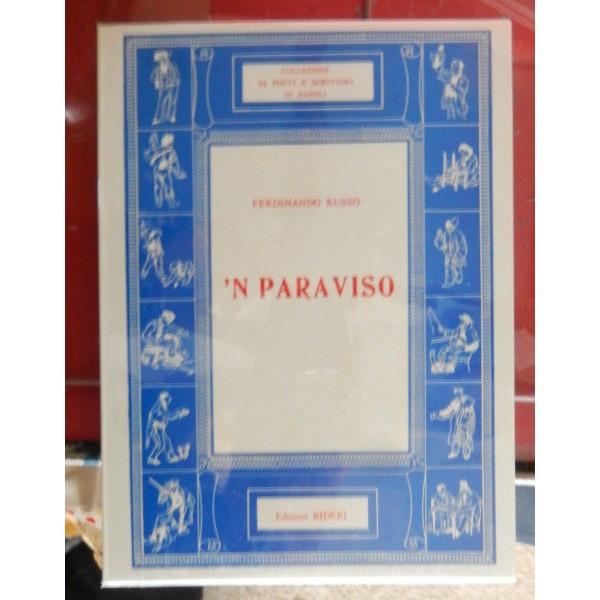 COLLEZIONE
DI POETI E SCRITTORI
DI NAPOLI
FERDINANDO RUSSO
'N PARAVISO
Edizioni BIDERI